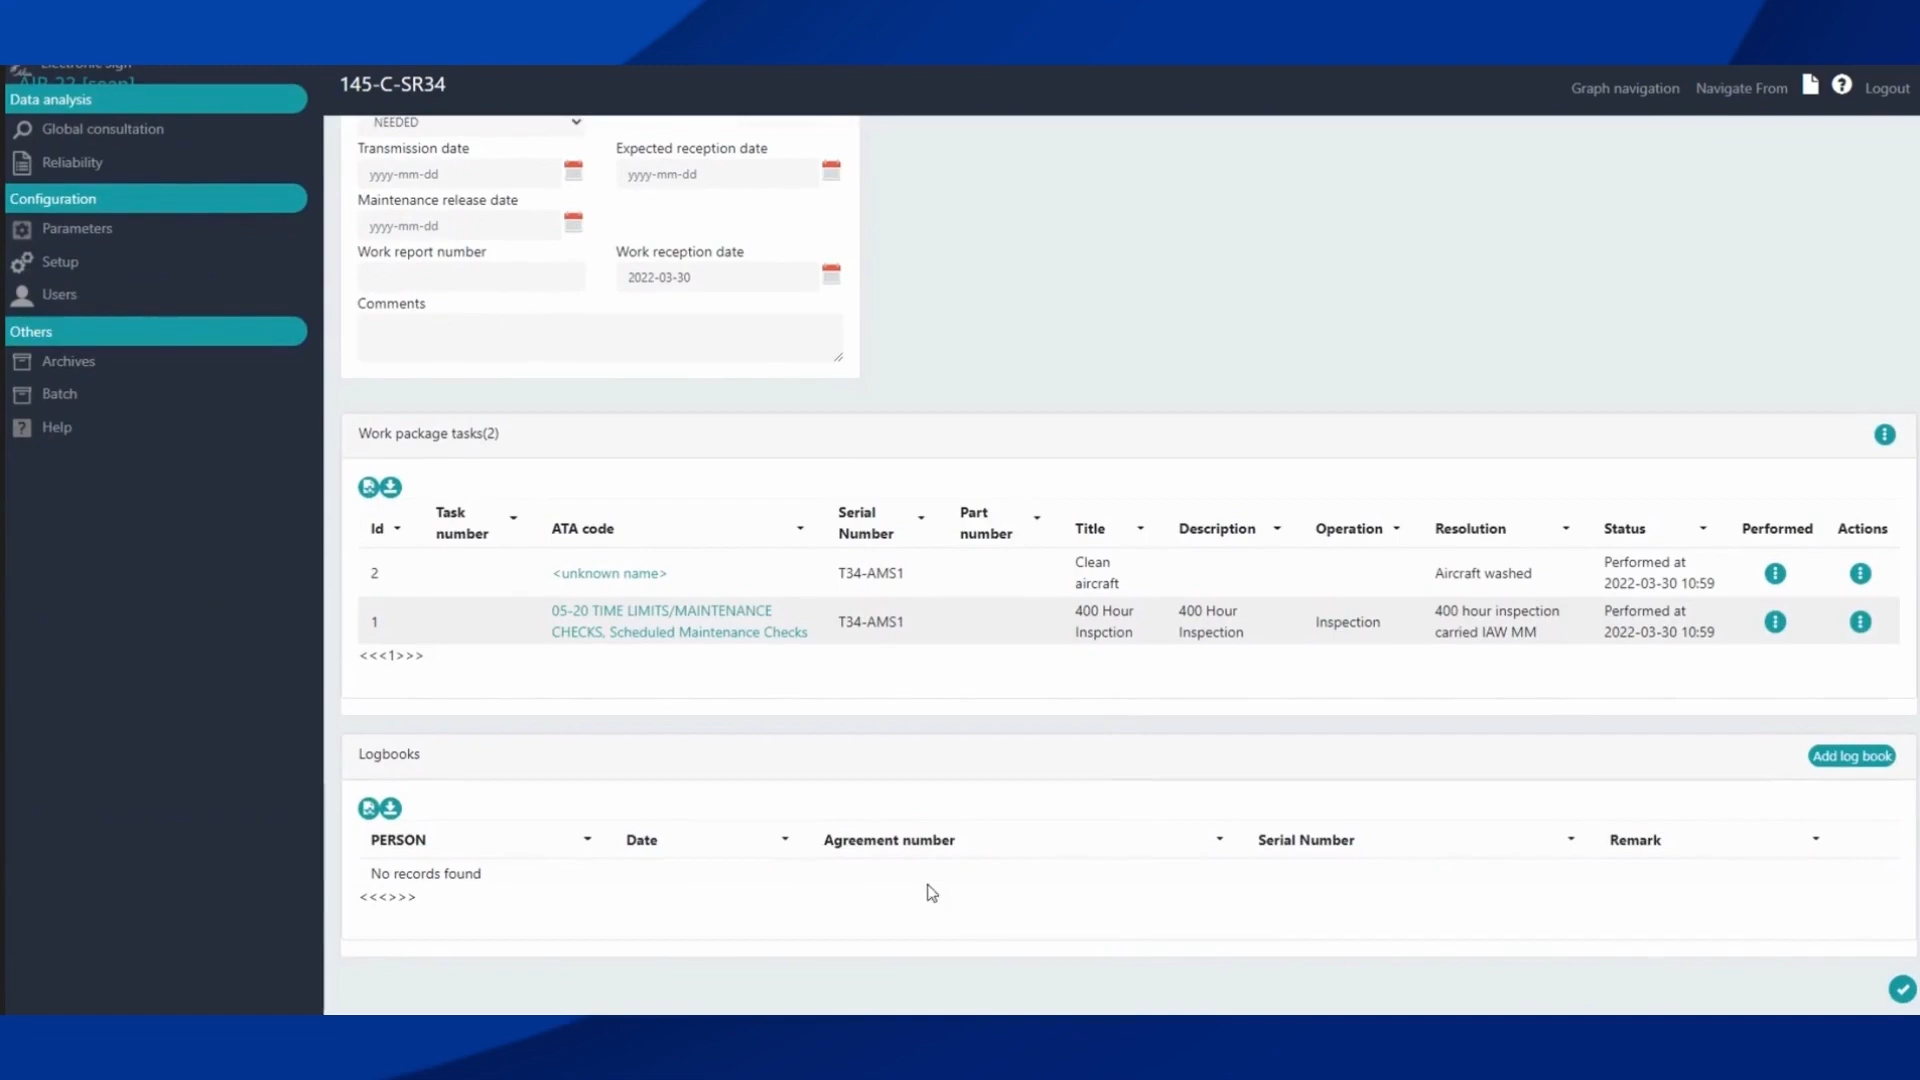 Electronic sign
AIR-22 [soon]
145-C-SR34
Graph navigation Navigate From Logout
Data analysis
Global consultation
Reliability
Configuration
Parameters
Setup
Users
Others
Archives
Batch
Help
NEEDED
Transmission date Expected reception date
yyyy-mm-dd yyyy-mm-dd
Maintenance release date
yyyy-mm-dd
Work report number Work reception date
2022-03-30
Comments
Work package tasks(2)
Id Task number ATA code Serial Number Part number Title Description Operation Resolution Status Performed Actions
2 <unknown name> T34-AMS1 Clean aircraft Aircraft washed Performed at 2022-03-30 10:59
1 05-20 TIME LIMITS/MAINTENANCE CHECKS, Scheduled Maintenance Checks T34-AMS1 400 Hour Inspction 400 Hour Inspection Inspection 400 hour inspection carried IAW MM Performed at 2022-03-30 10:59
<<<1>>>
Logbooks Add log book
PERSON Date Agreement number Serial Number Remark
No records found
<<<>>>